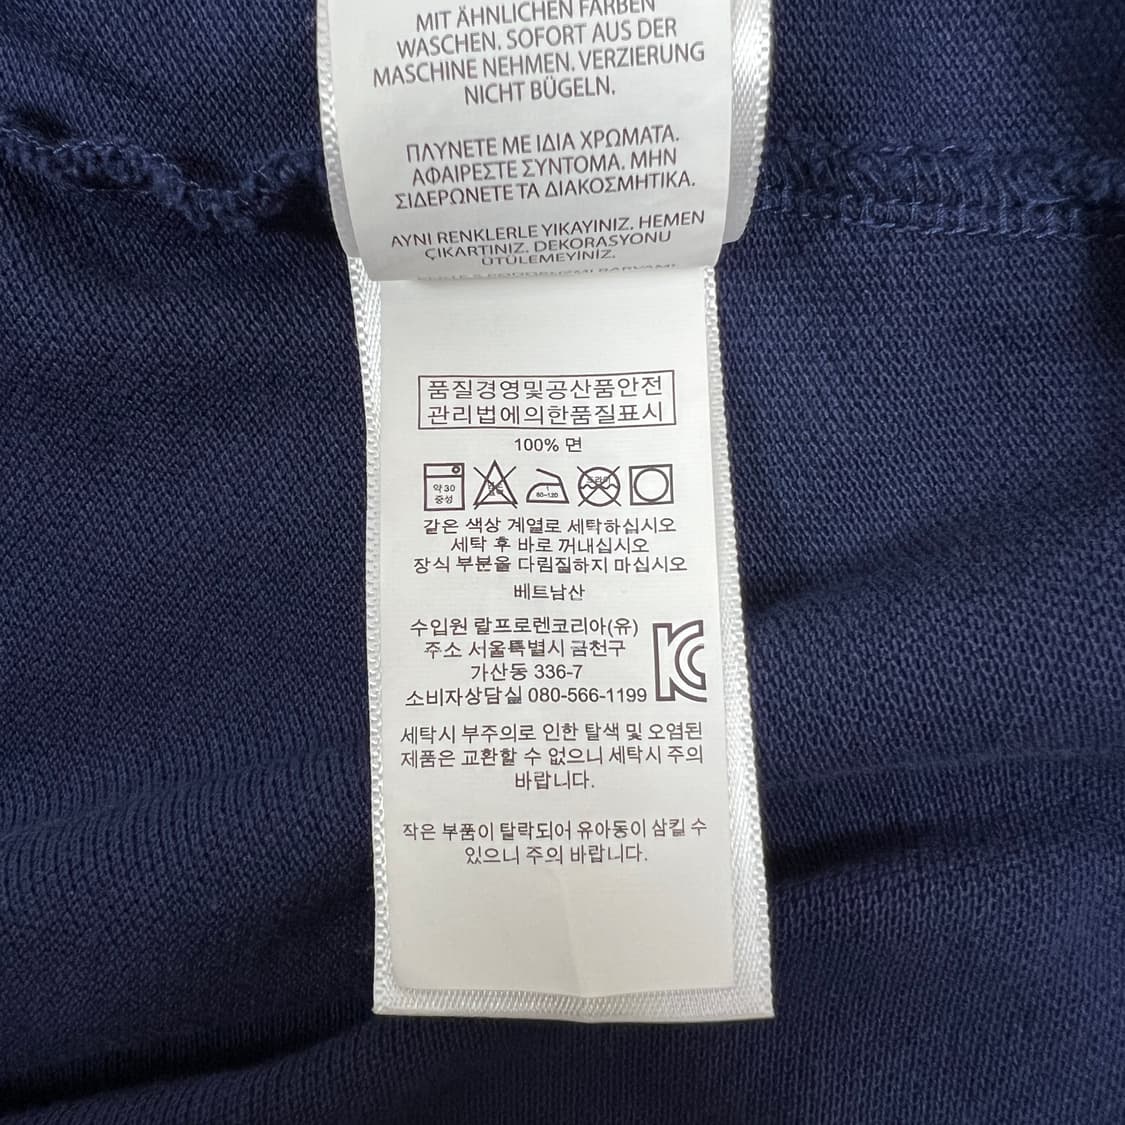 MIT ÄHNLICHEN FARBEN
WASCHEN. SOFORT AUS DER
MASCHINE NEHMEN. VERZIERUNG
NICHT BÜGELN.
ΠΛΥΝΕΤΕ ΜΕ ΙΔΙΑ ΧΡΩΜΑΤΑ.
ΑΦΑΙΡΕΣΤΕ ΣΥΝΤΟΜΑ. ΜΗΝ
ΣΙΔΕΡΩΝΕΤΕ ΤΑ ΔΙΑΚΟΣΜΗΤΙΚΑ.
AYNI RENKLERLE YIKAYINIZ. HEMEN
ÇIKARTINIZ. DEKORASYONU
ÜTÜLEMEYİNİZ.
품질경영및공산품안전
관리법에의한품질표시
100% 면
약 30
중성
80~120
같은 색상 계열로 세탁하십시오
세탁 후 바로 꺼내십시오
장식 부분을 다림질하지 마십시오
베트남산
수입원 랄프로렌코리아(유)
주소 서울특별시 금천구
가산동 336-7
소비자상담실 080-566-1199
세탁시 부주의로 인한 탈색 및 오염된
제품은 교환할 수 없으니 세탁시 주의
바랍니다.
작은 부품이 탈락되어 유아동이 삼킬 수
있으니 주의 바랍니다.